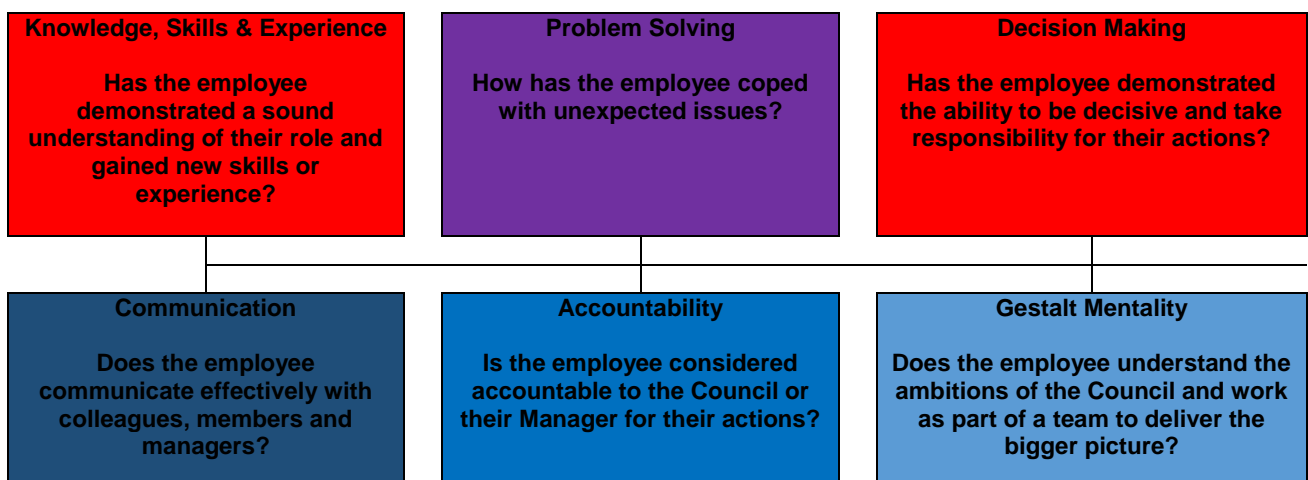 Knowledge, Skills & Experience
Has the employee
demonstrated a sound
understanding of their role and
gained new skills or
experience?
Problem Solving
How has the employee coped
with unexpected issues?
Decision Making
Has the employee demonstrated
the ability to be decisive and take
responsibility for their actions?
Communication
Does the employee
communicate effectively with
colleagues, members and
managers?
Accountability
Is the employee considered
accountable to the Council or
their Manager for their actions?
Gestalt Mentality
Does the employee understand the
ambitions of the Council and work
as part of a team to deliver the
bigger picture?